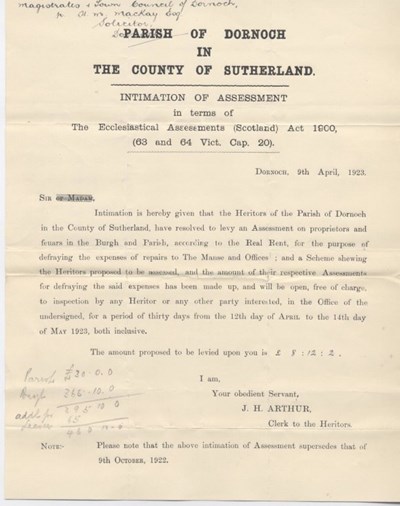 Magistrates & Town Council of Dornoch,
Mackay Esq
Solicitor,
PARISH OF DORNOCH
IN
THE COUNTY OF SUTHERLAND.
INTIMATION OF ASSESSMENT
in terms of
The Ecclesiastical Assessments (Scotland) Act 1900,
(63 and 64 Vict. Cap. 20).
DORNOCH, 9th April, 1923.
SIR OR MADAM,
Intimation is hereby given that the Heritors of the Parish of Dornoch
in the County of Sutherland, have resolved to levy an Assessment on proprietors and
feuars in the Burgh and Parish, according to the Real Rent, for the purpose of
defraying the expenses of repairs to The Manse and Offices ; and a Scheme shewing
the Heritors proposed to be assessed, and the amount of their respective Assessments
for defraying the said expenses has been made up, and will be open, free of charge,
to inspection by any Heritor or any other party interested, in the Office of the
undersigned, for a period of thirty days from the 12th day of APRIL to the 14th day
of MAY 1923, both inclusive.
The amount proposed to be levied upon you is £ 8 : 12 : 2 .
I am,
Your obedient Servant,
J. H. ARTHUR,
Clerk to the Heritors.
Parish
Burgh 266-10.0
65
NOTE- Please note that the above intimation of Assessment supersedes that of
9th OCTOBER, 1922.